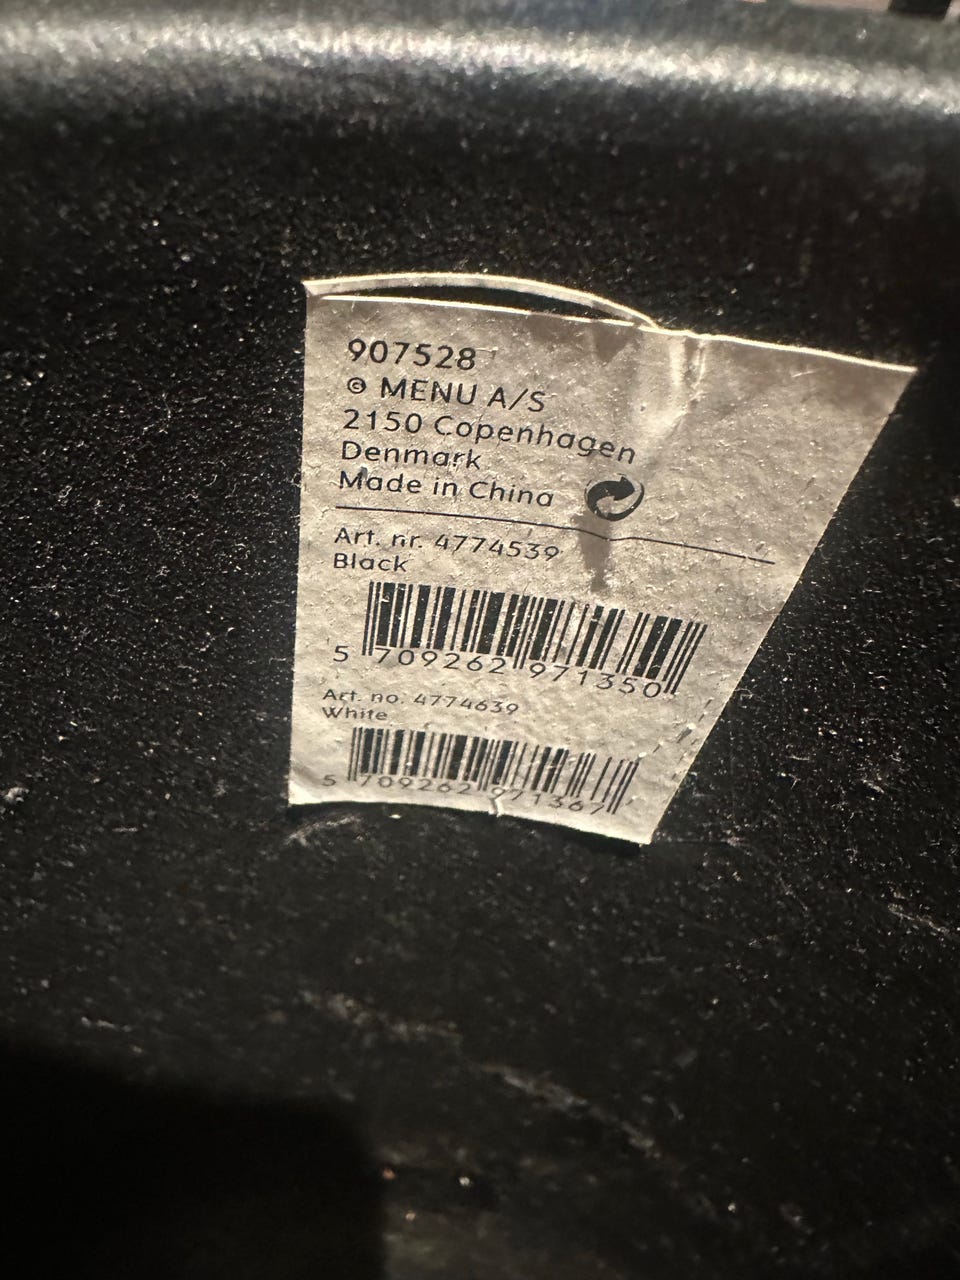 907528
© MENU A/S
2150 Copenhagen
Denmark
Made in China
Art. nr. 4774539
Black
5 709262 971350
Art. no. 4774639
White
5 709262 971367